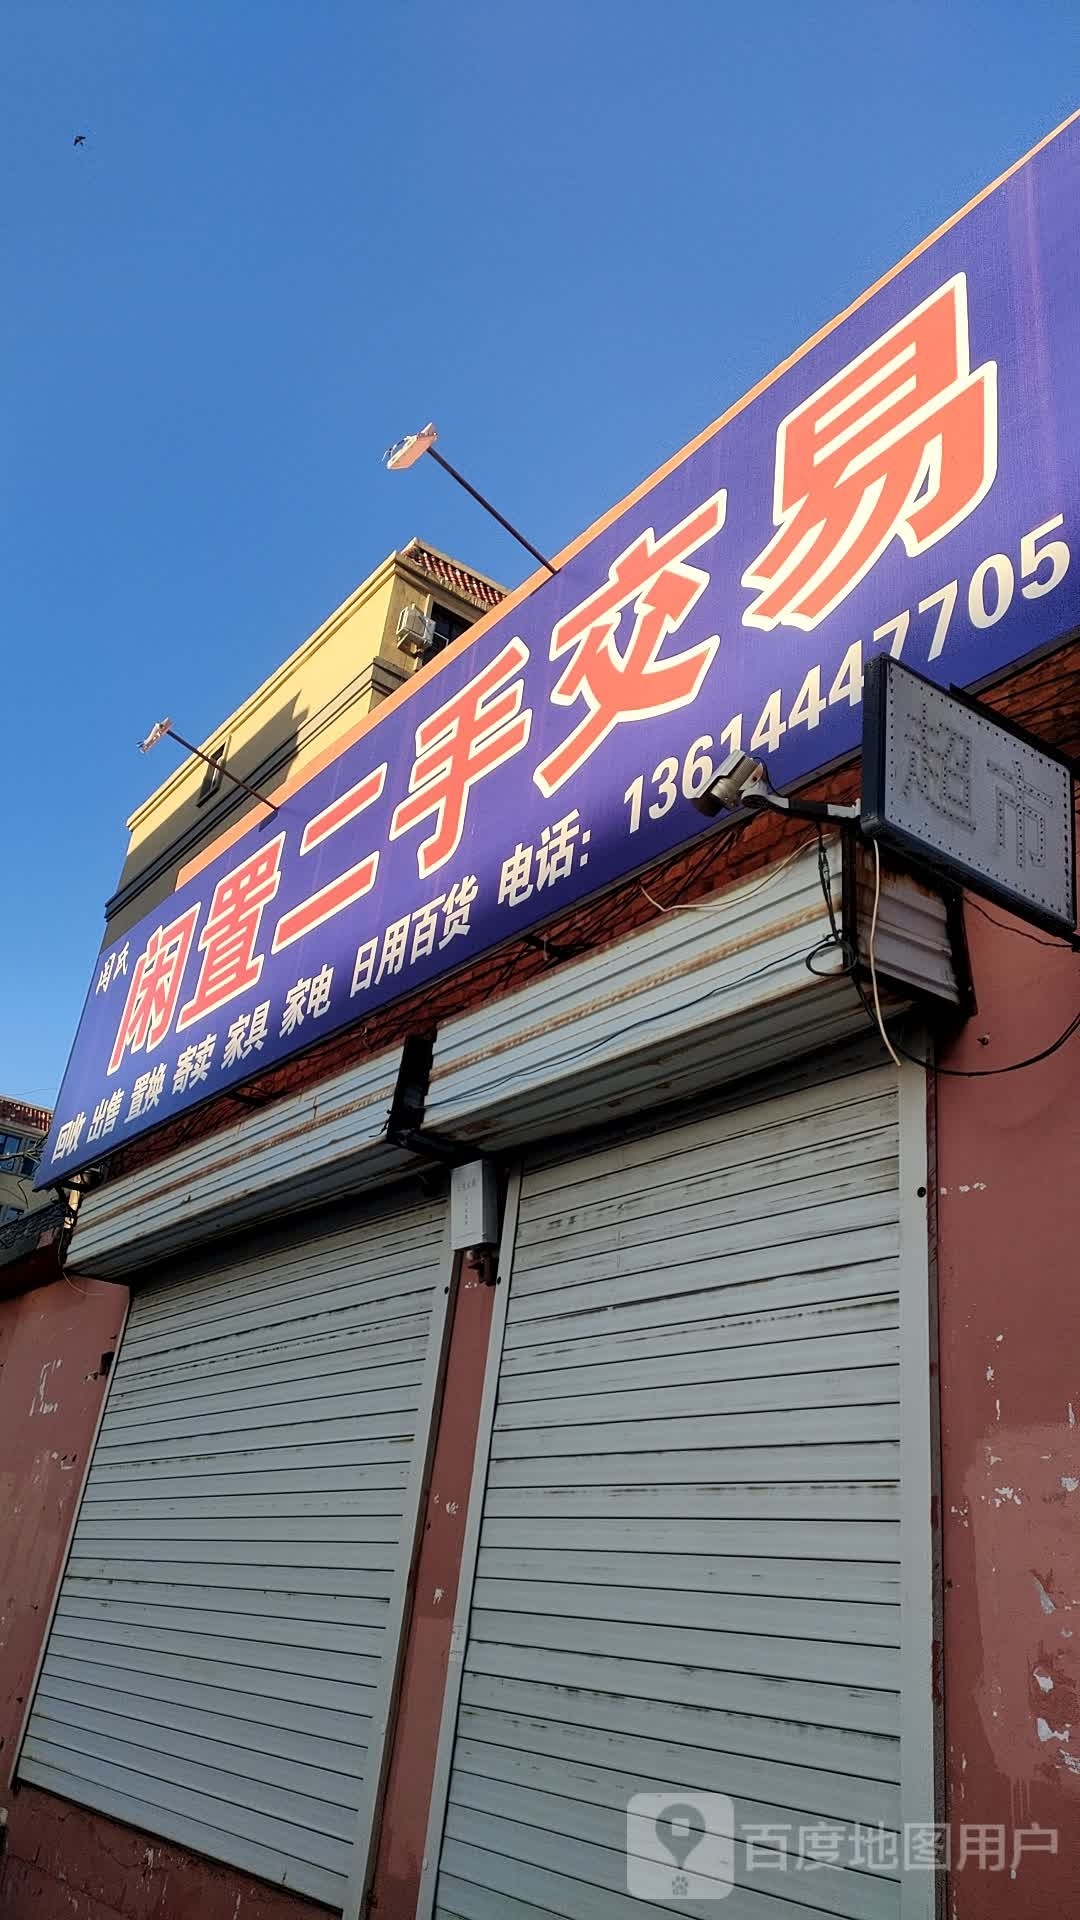 闫氏
闲置二手交易
回收 出售 置换 寄卖 家具 家电 日用百货 电话: 13614447705
超市
百度地图用户